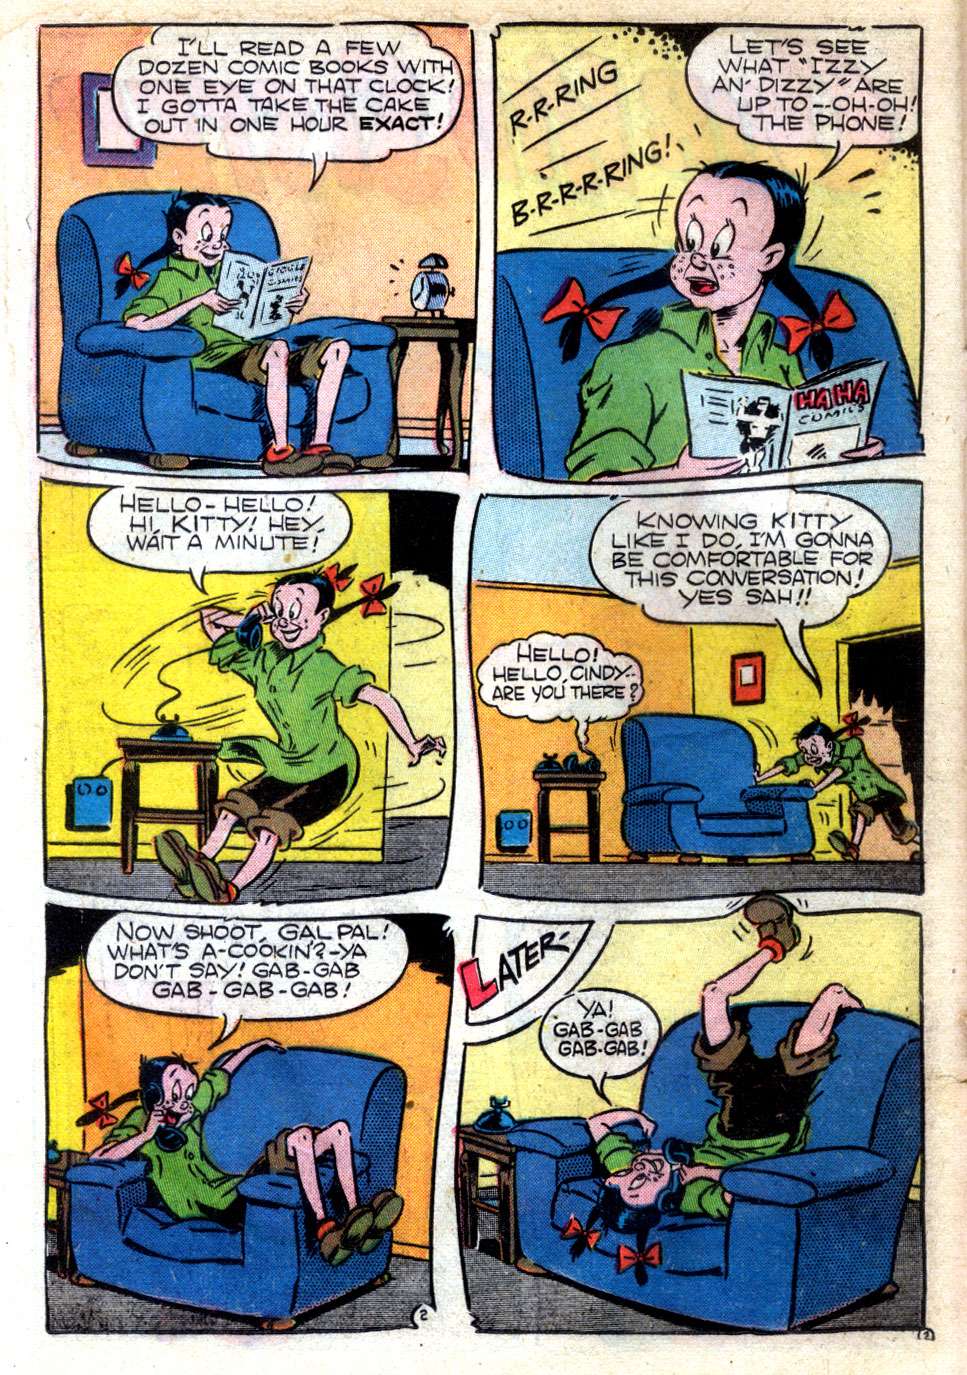 I'LL READ A FEW
DOZEN COMIC BOOKS WITH
ONE EYE ON THAT CLOCK!
I GOTTA TAKE THE CAKE
OUT IN ONE HOUR EXACT!
R-R-RING
B-R-R-R-RING!
LET'S SEE
WHAT "IZZY
AN' DIZZY" ARE
UP TO--OH-OH!
THE PHONE!
HA HA
COMICS
HELLO-HELLO!
HI, KITTY! HEY,
WAIT A MINUTE!
KNOWING KITTY
LIKE I DO, I'M GONNA
BE COMFORTABLE FOR
THIS CONVERSATION!
YES SAH!!
HELLO!
HELLO, CINDY--
ARE YOU THERE?
NOW SHOOT, GAL PAL!
WHAT'S A-COOKIN'?-YA
DON'T SAY! GAB-GAB
GAB-GAB-GAB!
2
LATER-
YA!
GAB-GAB
GAB-GAB!
2